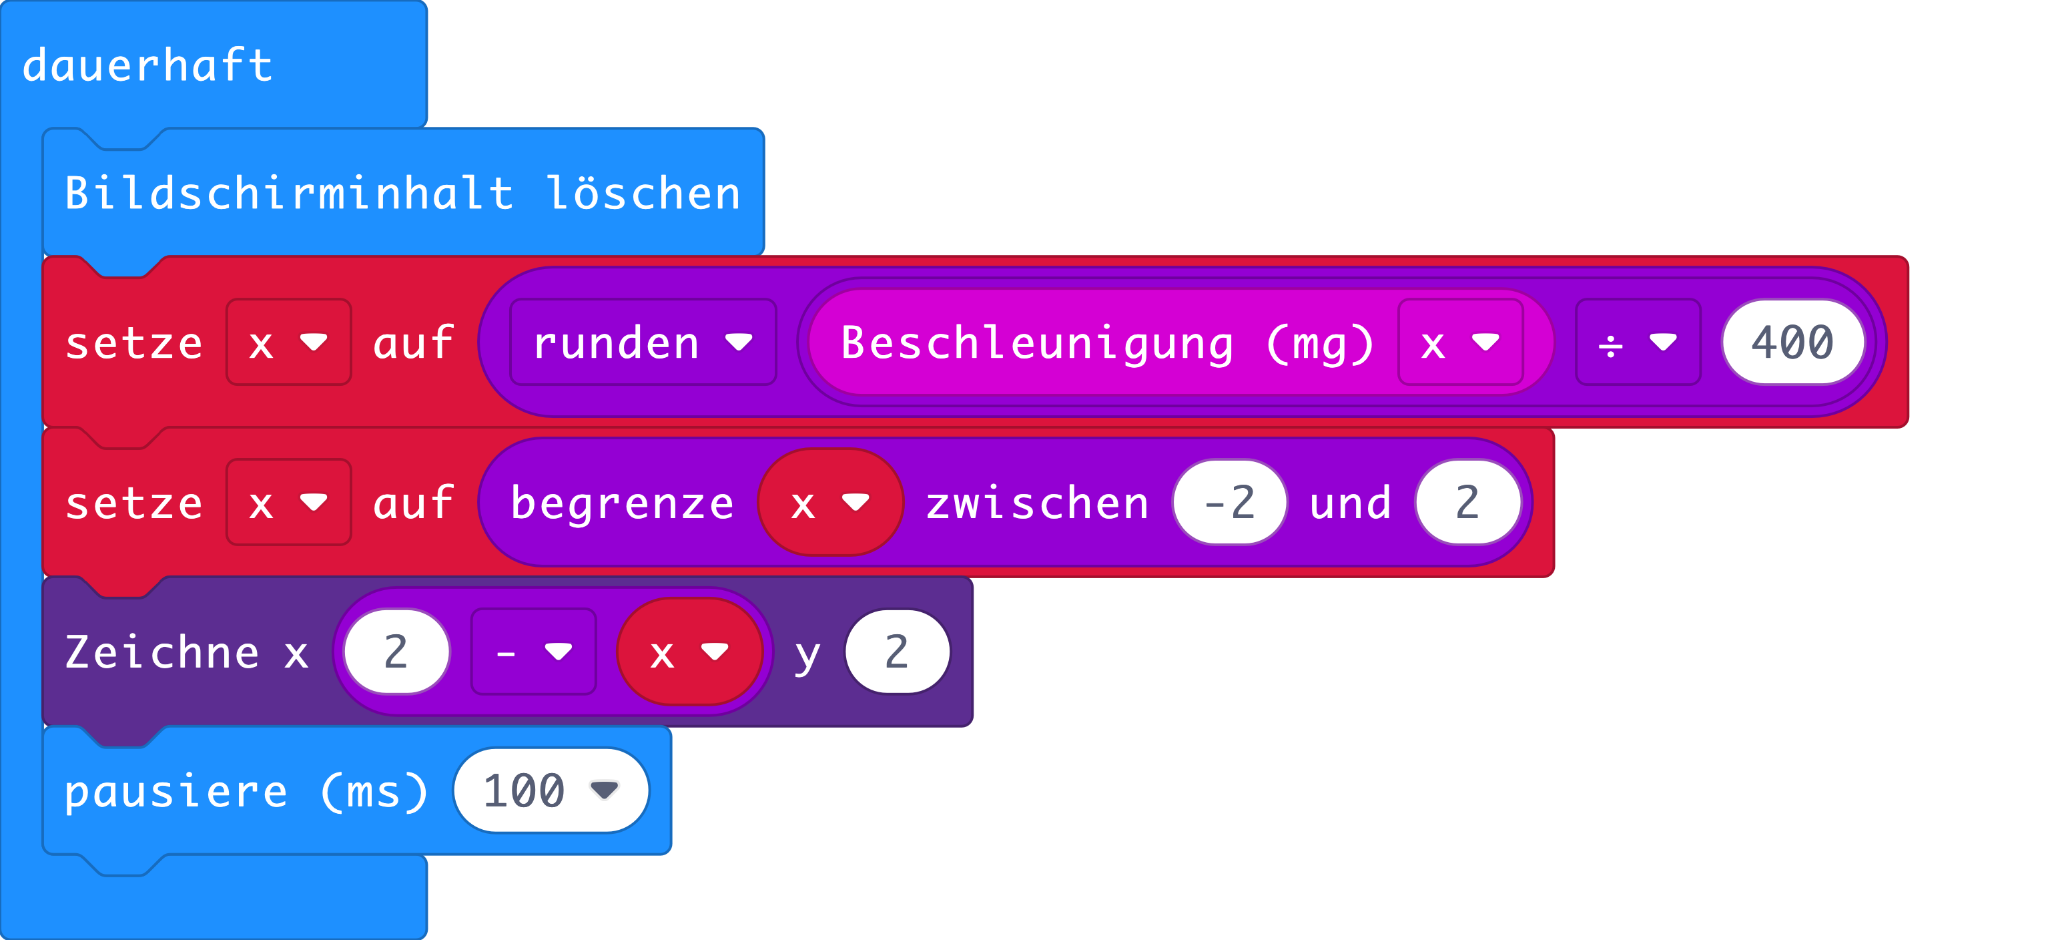 dauerhaft
Bildschirminhalt löschen
setze x auf runden Beschleunigung (mg) x ÷ 400
setze x auf begrenze x zwischen -2 und 2
Zeichne x 2 - x y 2
pausiere (ms) 100